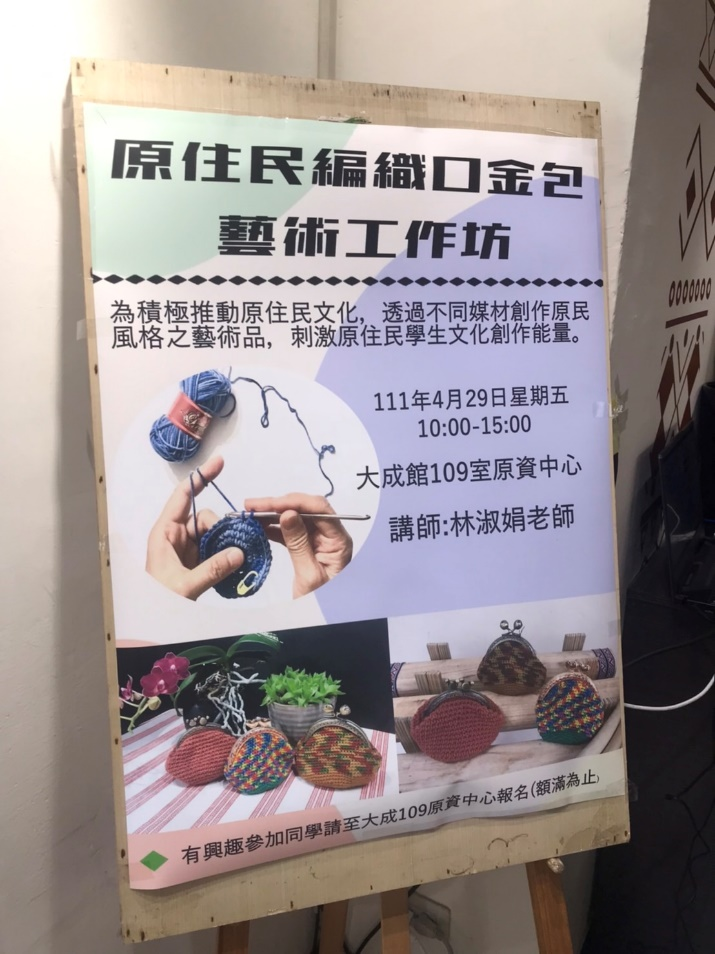 原住民編織口金包
藝術工作坊
為積極推動原住民文化，透過不同媒材創作原民
風格之藝術品，刺激原住民學生文化創作能量。
111年4月29日星期五
10:00-15:00
大成館109室原資中心
講師:林淑娟老師
有興趣參加同學請至大成109原資中心報名(額滿為止)